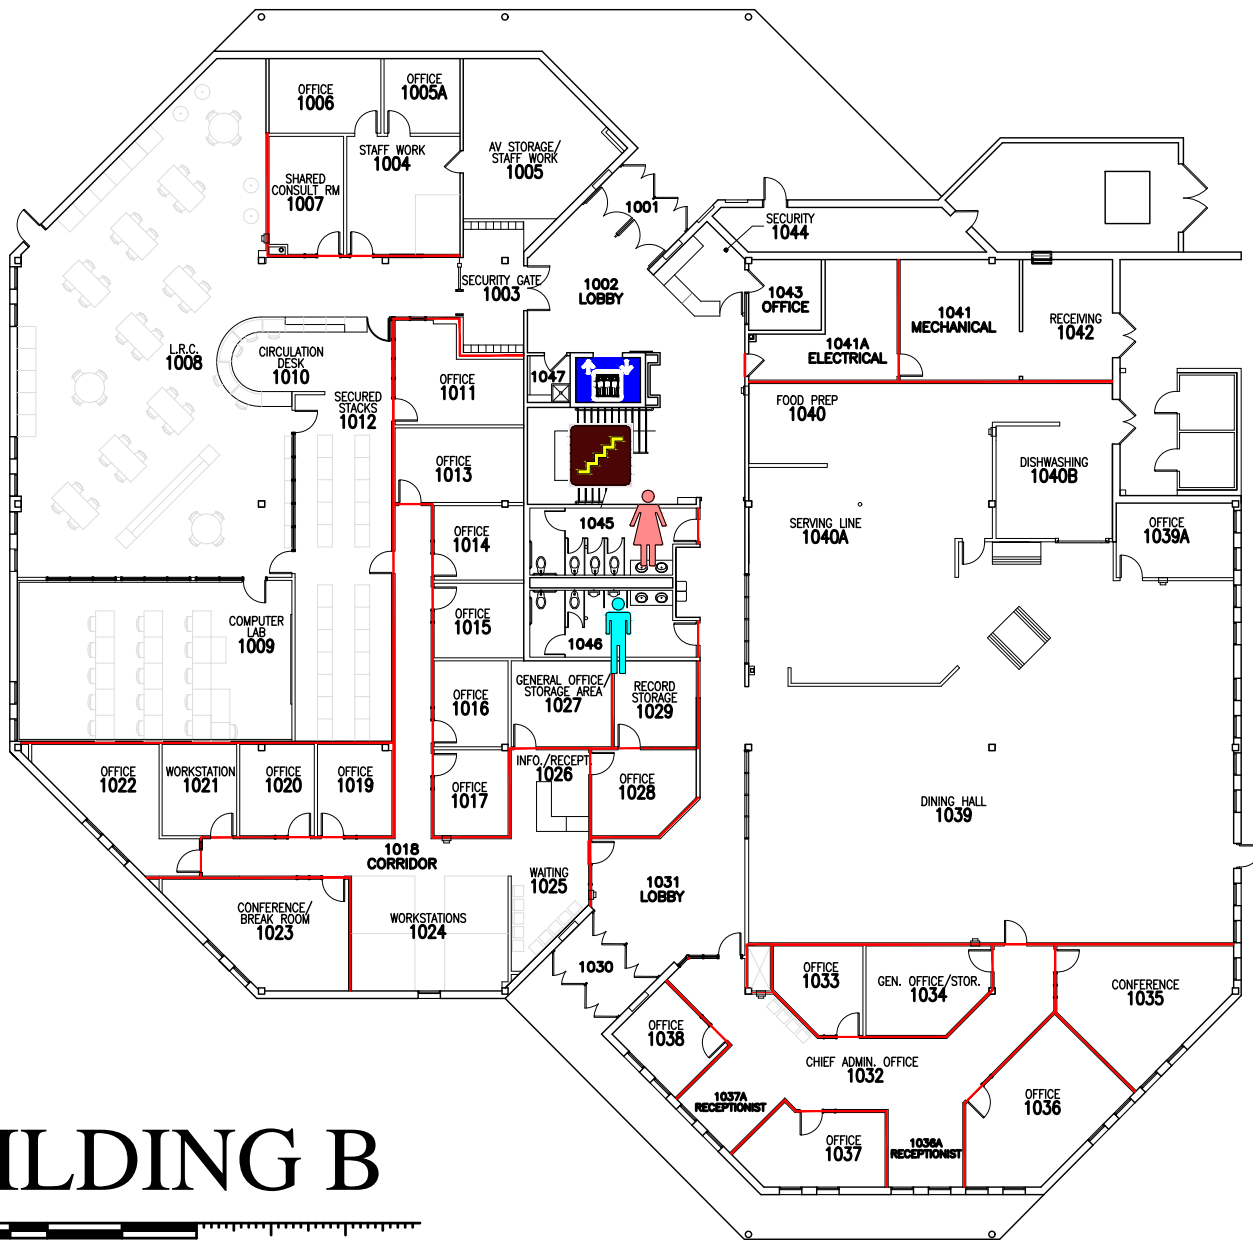 OFFICE
1006
OFFICE
1005A
STAFF WORK
1004
AV STORAGE/
STAFF WORK
1005
SHARED
CONSULT RM
1007
1001
SECURITY
1044
SECURITY GATE
1003
1002
LOBBY
1043
OFFICE
1041
MECHANICAL
RECEIVING
1042
1041A
ELECTRICAL
L.R.C.
1008
CIRCULATION
DESK
1010
SECURED
STACKS
1012
OFFICE
1011
1047
FOOD PREP
1040
OFFICE
1013
DISHWASHING
1040B
SERVING LINE
1040A
OFFICE
1039A
1045
OFFICE
1014
OFFICE
1015
1046
COMPUTER
LAB
1009
OFFICE
1016
GENERAL OFFICE/
STORAGE AREA
1027
RECORD
STORAGE
1029
OFFICE
1022
WORKSTATION
1021
OFFICE
1020
OFFICE
1019
OFFICE
1017
INFO./RECEPT.
1026
OFFICE
1028
DINING HALL
1039
1018
CORRIDOR
WAITING
1025
1031
LOBBY
CONFERENCE/
BREAK ROOM
1023
WORKSTATIONS
1024
1030
OFFICE
1033
GEN. OFFICE/STOR.
1034
CONFERENCE
1035
OFFICE
1038
CHIEF ADMIN. OFFICE
1032
1037A
RECEPTIONIST
OFFICE
1036
OFFICE
1037
1036A
RECEPTIONIST
ILDING B